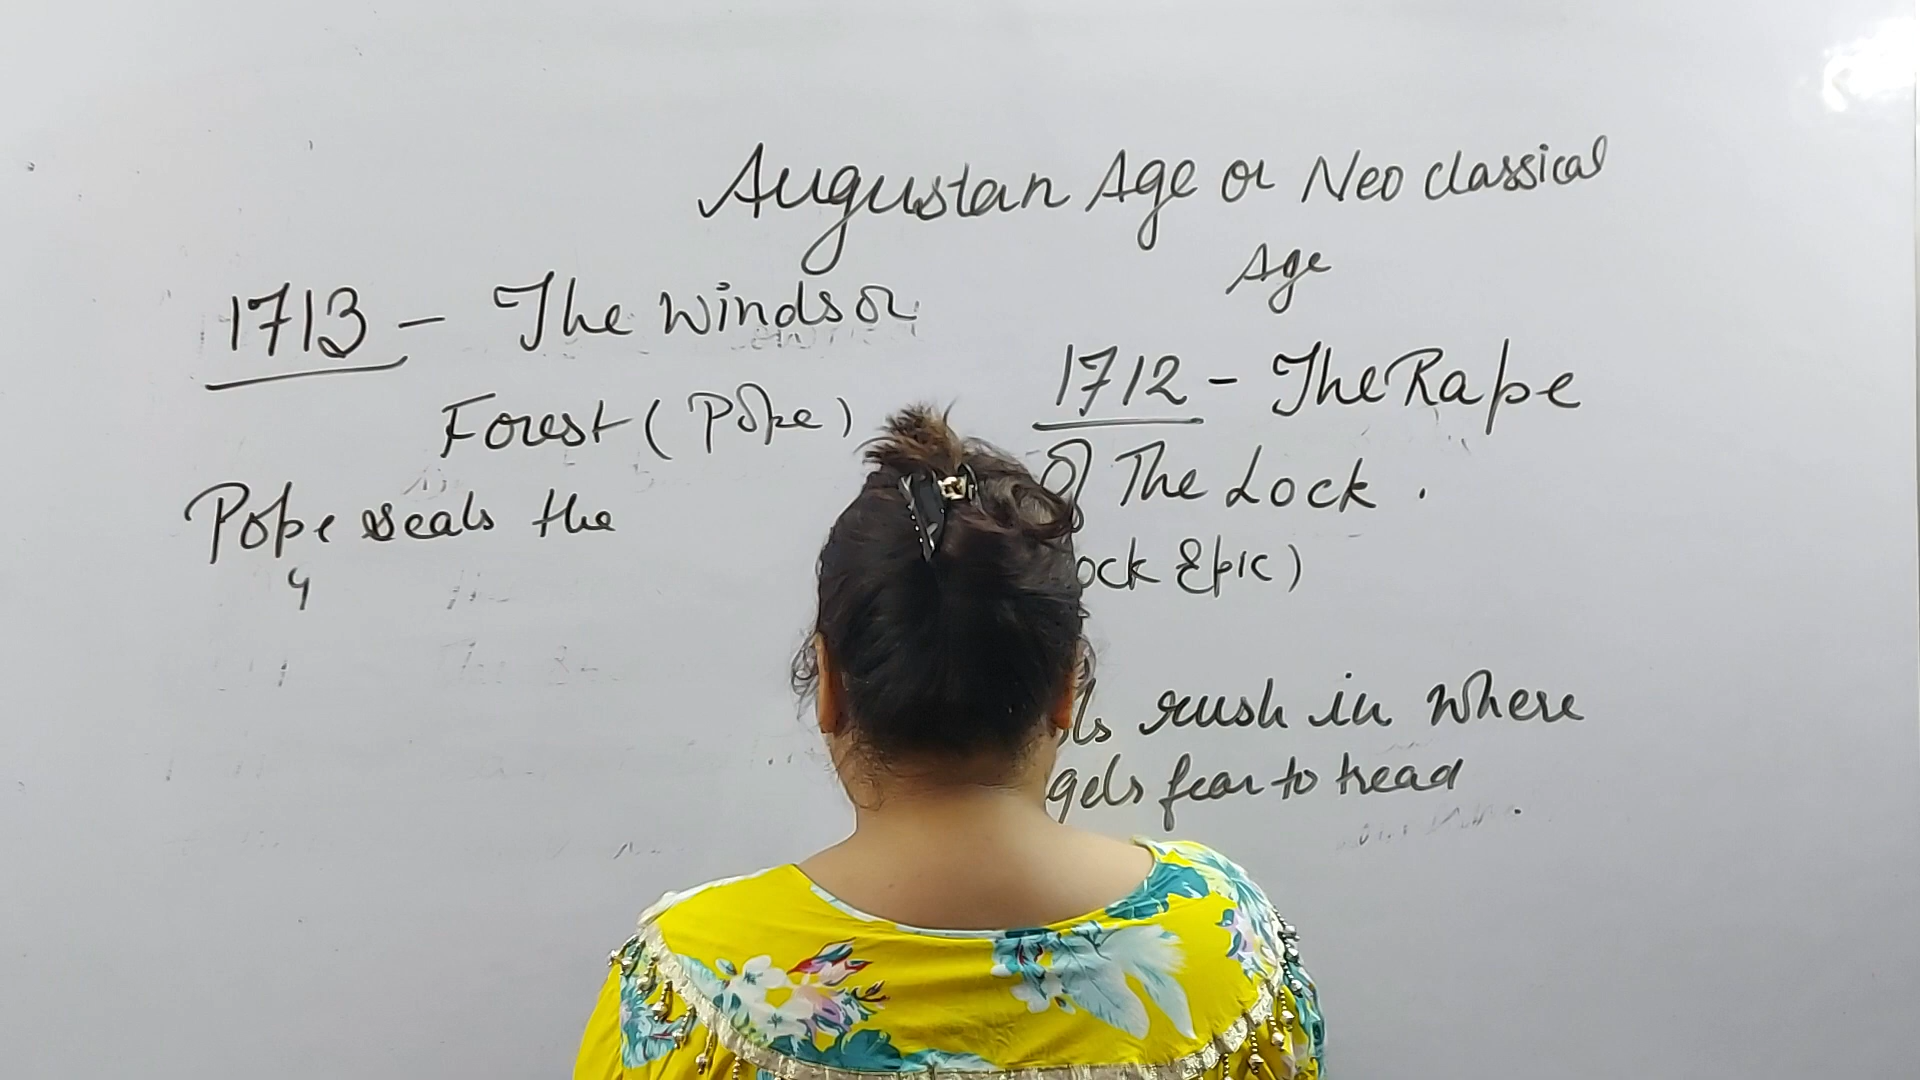 Augustan Age or Neo classical
Age
1713 - The Windsor
Forest (Pope)
Pope seals the
1712 - The Rape
Of The Lock .
ock Epic)
ls rush in where
gels fear to tread